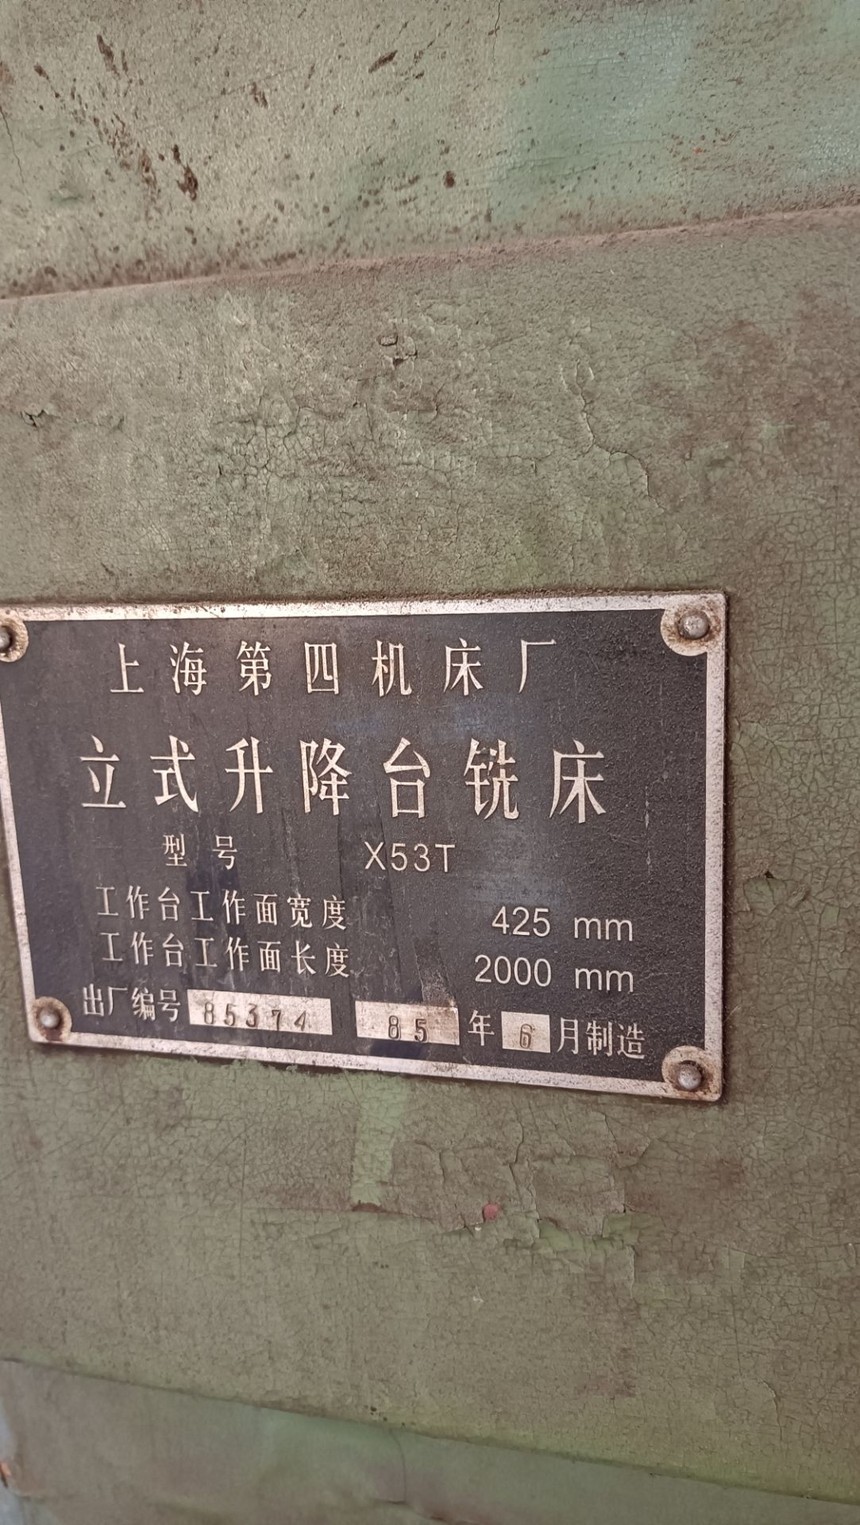 上海第四机床厂
立式升降台铣床
型号 X53T
工作台工作面宽度 425 mm
工作台工作面长度 2000 mm
出厂编号 85374 85 年 6 月制造